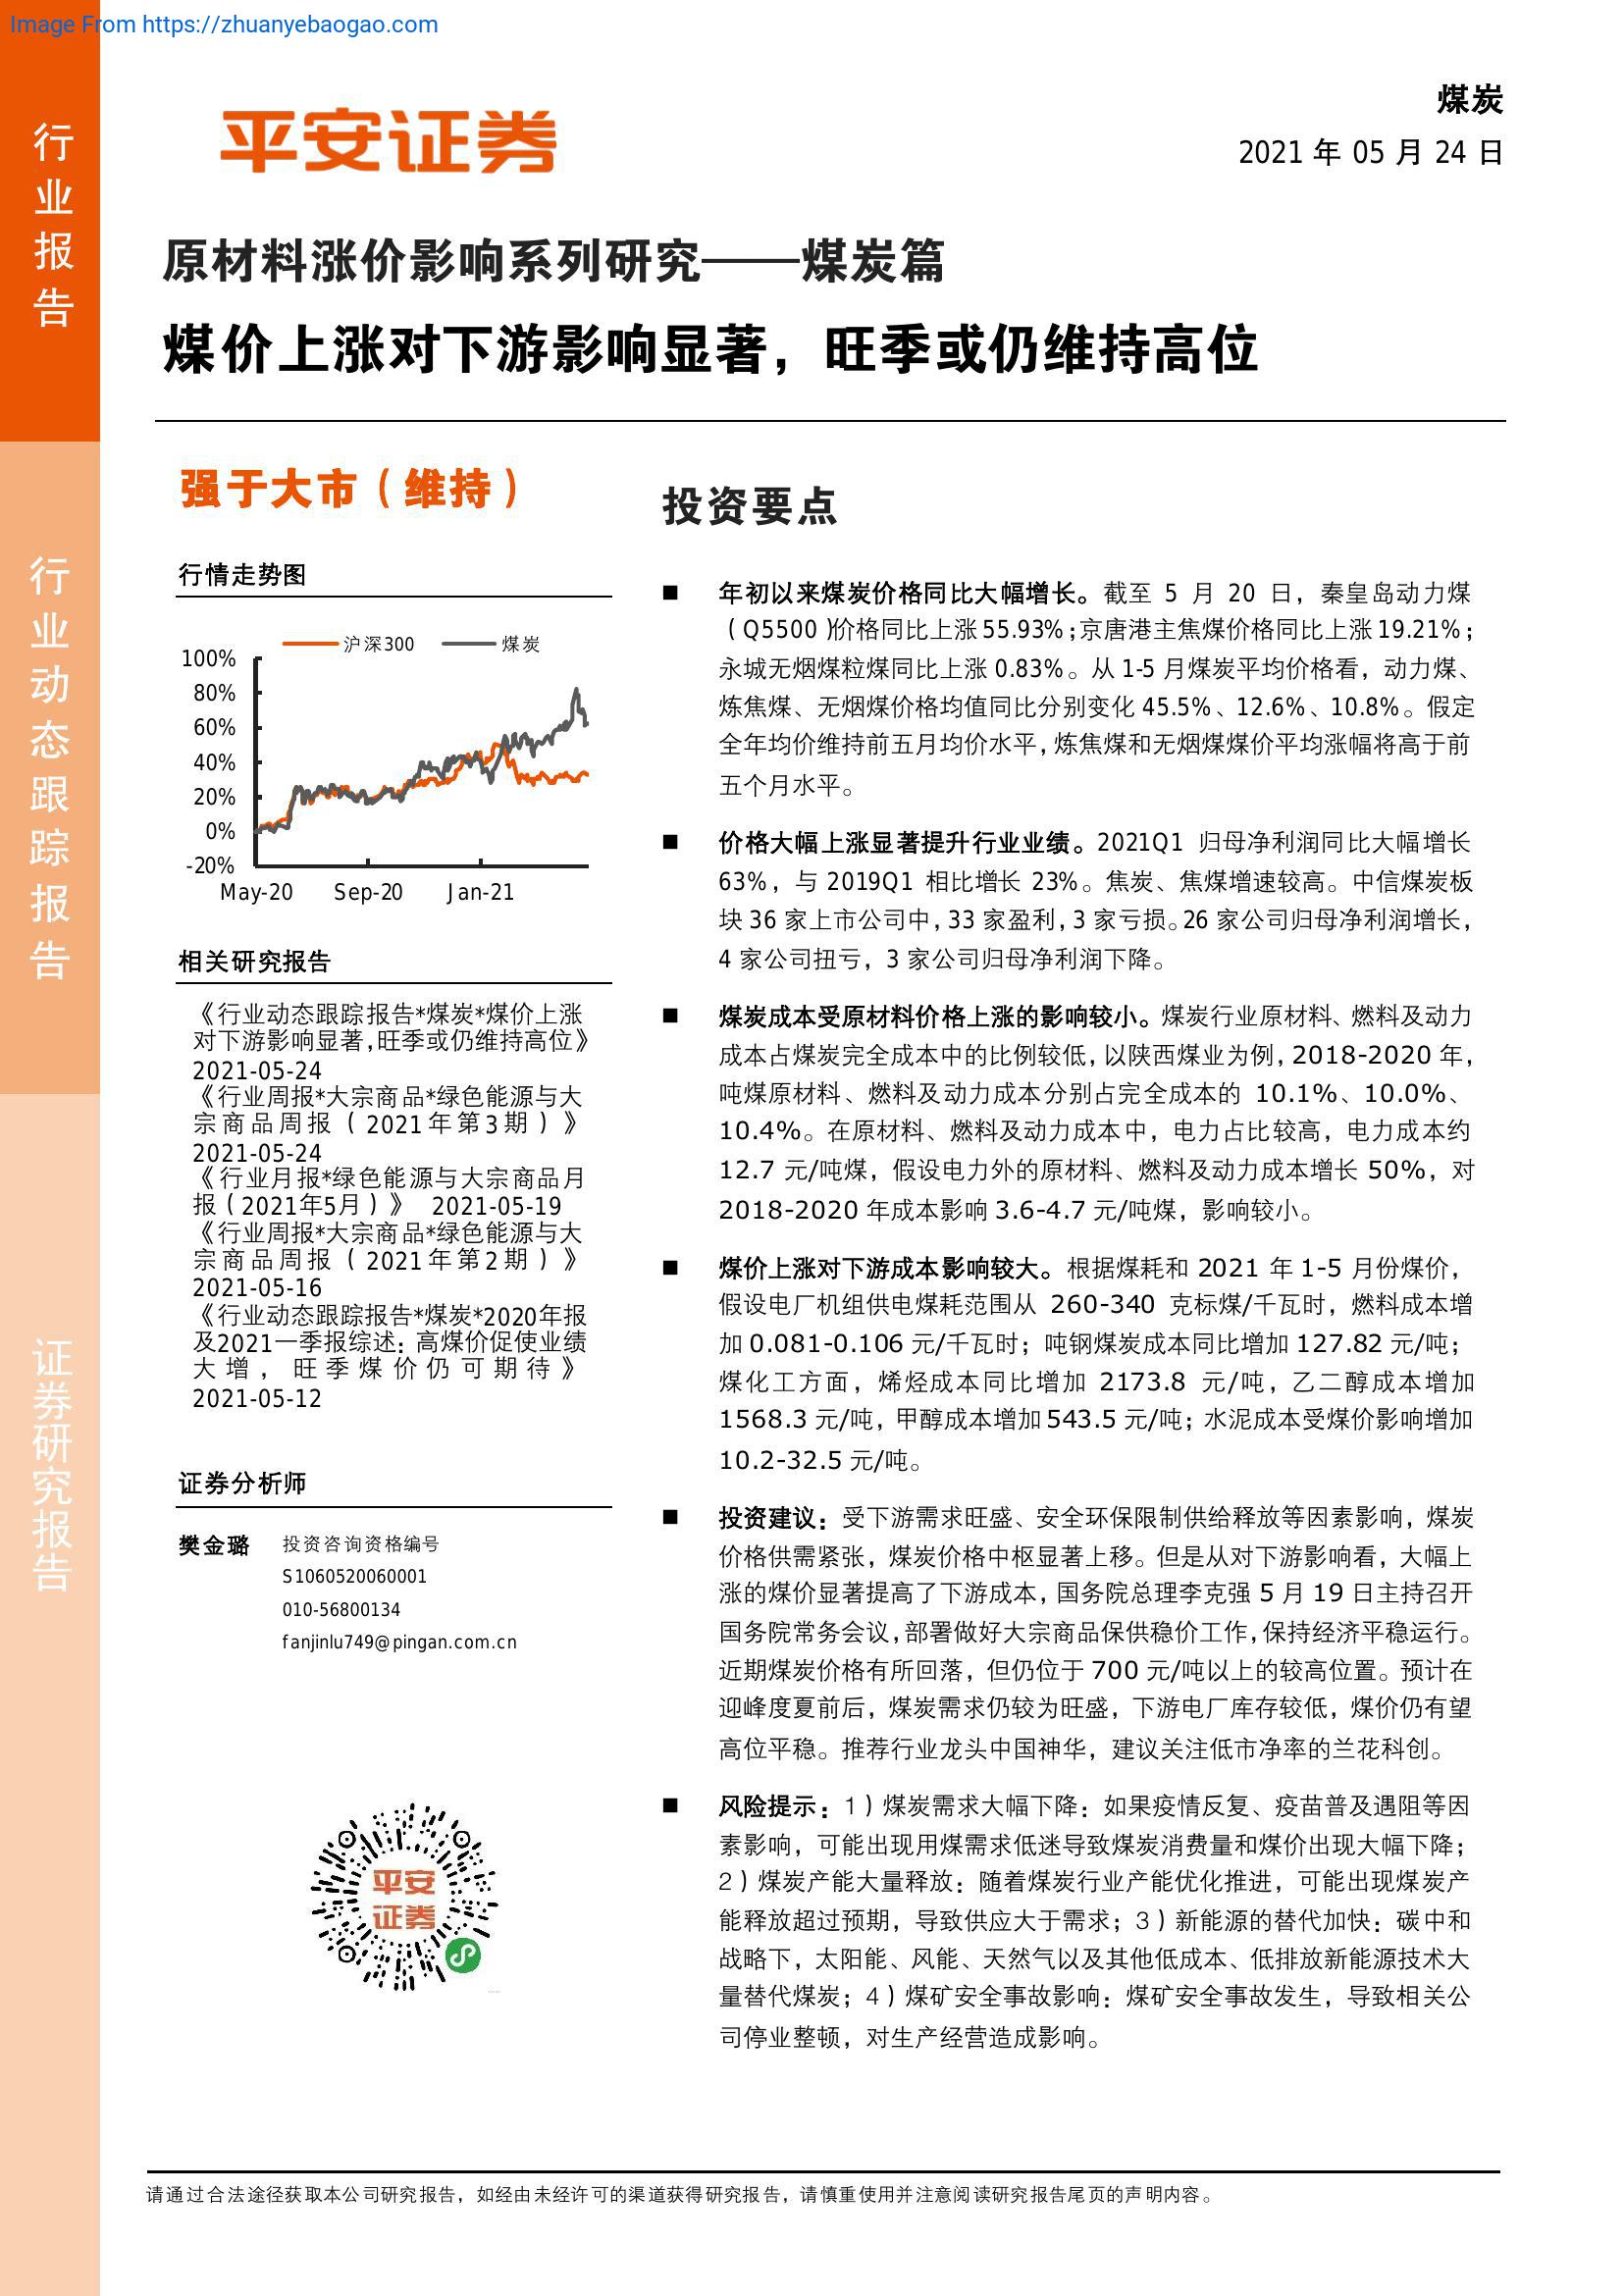 Image From https://zhuanyebaogao.com
行业报告
行业动态跟踪报告
证券研究报告
平安证券
煤炭
2021 年 05 月 24 日
原材料涨价影响系列研究——煤炭篇
煤价上涨对下游影响显著，旺季或仍维持高位
强于大市（维持）
行情走势图
沪深300 煤炭
100%
80%
60%
40%
20%
0%
-20%
May-20 Sep-20 Jan-21
相关研究报告
《行业动态跟踪报告*煤炭*煤价上涨
对下游影响显著,旺季或仍维持高位》
2021-05-24
《行业周报*大宗商品*绿色能源与大
宗商品周报（2021年第3期）》
2021-05-24
《行业月报*绿色能源与大宗商品月
报（2021年5月）》 2021-05-19
《行业周报*大宗商品*绿色能源与大
宗商品周报（2021年第2期）》
2021-05-16
《行业动态跟踪报告*煤炭*2020年报
及2021一季报综述：高煤价促使业绩
大增，旺季煤价仍可期待》
2021-05-12
证券分析师
樊金璐 投资咨询资格编号
S1060520060001
010-56800134
fanjinlu749@pingan.com.cn
平安
证券
投资要点
■ 年初以来煤炭价格同比大幅增长。截至 5 月 20 日，秦皇岛动力煤
（Q5500）价格同比上涨 55.93%；京唐港主焦煤价格同比上涨 19.21%；
永城无烟煤粒煤同比上涨 0.83%。从 1-5 月煤炭平均价格看，动力煤、
炼焦煤、无烟煤价格均值同比分别变化 45.5%、12.6%、10.8%。假定
全年均价维持前五月均价水平，炼焦煤和无烟煤煤价平均涨幅将高于前
五个月水平。
■ 价格大幅上涨显著提升行业业绩。2021Q1 归母净利润同比大幅增长
63%，与 2019Q1 相比增长 23%。焦炭、焦煤增速较高。中信煤炭板
块 36 家上市公司中，33 家盈利，3 家亏损。26 家公司归母净利润增长，
4 家公司扭亏，3 家公司归母净利润下降。
■ 煤炭成本受原材料价格上涨的影响较小。煤炭行业原材料、燃料及动力
成本占煤炭完全成本中的比例较低，以陕西煤业为例，2018-2020 年，
吨煤原材料、燃料及动力成本分别占完全成本的 10.1%、10.0%、
10.4%。在原材料、燃料及动力成本中，电力占比较高，电力成本约
12.7 元/吨煤，假设电力外的原材料、燃料及动力成本增长 50%，对
2018-2020 年成本影响 3.6-4.7 元/吨煤，影响较小。
■ 煤价上涨对下游成本影响较大。根据煤耗和 2021 年 1-5 月份煤价，
假设电厂机组供电煤耗范围从 260-340 克标煤/千瓦时，燃料成本增
加 0.081-0.106 元/千瓦时；吨钢煤炭成本同比增加 127.82 元/吨；
煤化工方面，烯烃成本同比增加 2173.8 元/吨，乙二醇成本增加
1568.3 元/吨，甲醇成本增加 543.5 元/吨；水泥成本受煤价影响增加
10.2-32.5 元/吨。
■ 投资建议：受下游需求旺盛、安全环保限制供给释放等因素影响，煤炭
价格供需紧张，煤炭价格中枢显著上移。但是从对下游影响看，大幅上
涨的煤价显著提高了下游成本，国务院总理李克强 5 月 19 日主持召开
国务院常务会议，部署做好大宗商品保供稳价工作，保持经济平稳运行。
近期煤炭价格有所回落，但仍位于 700 元/吨以上的较高位置。预计在
迎峰度夏前后，煤炭需求仍较为旺盛，下游电厂库存较低，煤价仍有望
高位平稳。推荐行业龙头中国神华，建议关注低市净率的兰花科创。
■ 风险提示：1）煤炭需求大幅下降：如果疫情反复、疫苗普及遇阻等因
素影响，可能出现用煤需求低迷导致煤炭消费量和煤价出现大幅下降；
2）煤炭产能大量释放：随着煤炭行业产能优化推进，可能出现煤炭产
能释放超过预期，导致供应大于需求；3）新能源的替代加快：碳中和
战略下，太阳能、风能、天然气以及其他低成本、低排放新能源技术大
量替代煤炭；4）煤矿安全事故影响：煤矿安全事故发生，导致相关公
司停业整顿，对生产经营造成影响。
请通过合法途径获取本公司研究报告，如经由未经许可的渠道获得研究报告，请慎重使用并注意阅读研究报告尾页的声明内容。